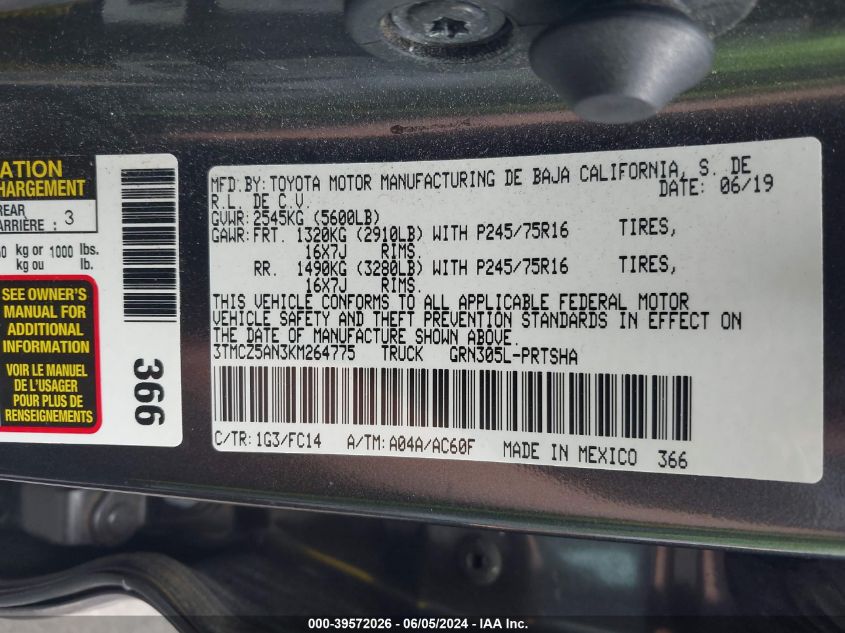 ATION
HARGEMENT
REAR
ARRIÈRE : 3
0 kg or 1000 lbs.
kg ou lb.
SEE OWNER'S
MANUAL FOR
ADDITIONAL
INFORMATION
VOIR LE MANUEL
DE L'USAGER
POUR PLUS DE
RENSEIGNEMENTS
366
MFD BY: TOYOTA MOTOR MANUFACTURING DE BAJA CALIFORNIA, S. DE
R.L. DE C.V. DATE: 06/19
GVWR: 2545KG (5600LB)
GAWR: FRT. 1320KG (2910LB) WITH P245/75R16 TIRES,
16X7J RIMS.
RR. 1490KG (3280LB) WITH P245/75R16 TIRES,
16X7J RIMS.
THIS VEHICLE CONFORMS TO ALL APPLICABLE FEDERAL MOTOR
VEHICLE SAFETY AND THEFT PREVENTION STANDARDS IN EFFECT ON
THE DATE OF MANUFACTURE SHOWN ABOVE.
3TMCZ5AN3KM264775 TRUCK GRN305L-PRTSHA
C/TR: 1G3/FC14 A/TM: A04A/AC60F MADE IN MEXICO 366
000-39572026 - 06/05/2024 - IAA Inc.